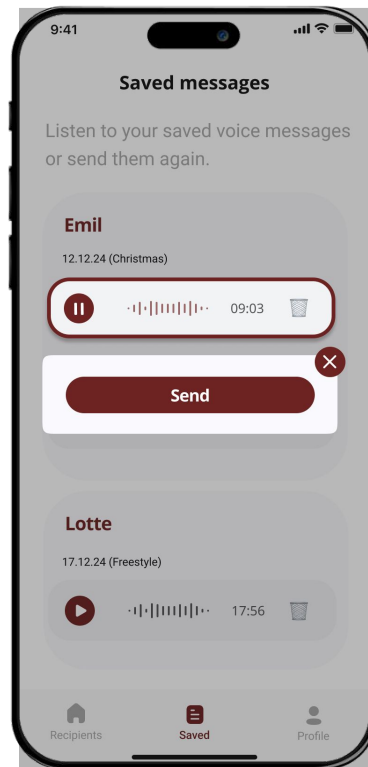 9:41
Saved messages
Listen to your saved voice messages
or send them again.
Emil
12.12.24 (Christmas)
09:03
Send
Lotte
17.12.24 (Freestyle)
17:56
Recipients
Saved
Profile